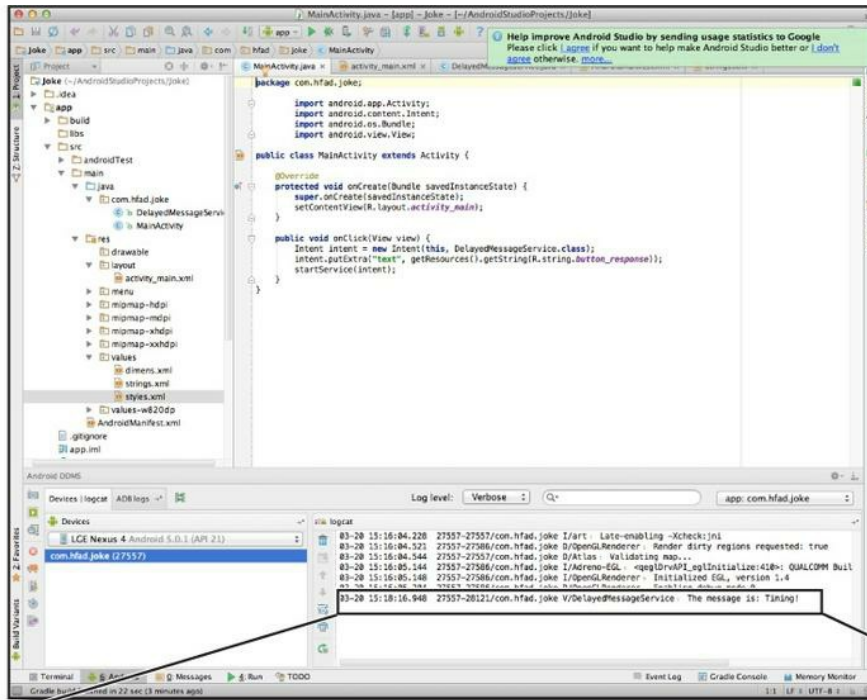 MainActivity.java - [app] - Joke - [~/AndroidStudioProjects/Joke]
app
Help improve Android Studio by sending usage statistics to Google
Please click I agree if you want to help make Android Studio better or I don't
agree otherwise. more...
Joke app src main java com hfad joke MainActivity
Project
MainActivity.java activity_main.xml
1: Project
Z: Structure
Joke (~/AndroidStudioProjects/Joke)
.idea
app
build
libs
src
androidTest
main
java
com.hfad.joke
DelayedMessageServi
MainActivity
res
drawable
layout
activity_main.xml
menu
mipmap-hdpi
mipmap-mdpi
mipmap-xhdpi
mipmap-xxhdpi
values
dimens.xml
strings.xml
styles.xml
values-w820dp
AndroidManifest.xml
.gitignore
app.iml
package com.hfad.joke;
import android.app.Activity;
import android.content.Intent;
import android.os.Bundle;
import android.view.View;
public class MainActivity extends Activity {
@Override
protected void onCreate(Bundle savedInstanceState) {
super.onCreate(savedInstanceState);
setContentView(R.layout.activity_main);
}
public void onClick(View view) {
Intent intent = new Intent(this, DelayedMessageService.class);
intent.putExtra("text", getResources().getString(R.string.button_response));
startService(intent);
}
}
Android DDMS
Devices | logcat ADB logs Log level: Verbose app: com.hfad.joke
Devices logcat
LGE Nexus 4 Android 5.0.1 (API 21)
com.hfad.joke (27557)
03-20 15:16:04.228 27557-27557/com.hfad.joke I/art﹕ Late-enabling -Xcheck:jni
03-20 15:16:04.521 27557-27586/com.hfad.joke D/OpenGLRenderer﹕ Render dirty regions requested: true
03-20 15:16:04.544 27557-27557/com.hfad.joke D/Atlas﹕ Validating map...
03-20 15:16:05.144 27557-27586/com.hfad.joke I/Adreno-EGL﹕ <qeglDrvAPI_eglInitialize:410>: QUALCOMM Buil
03-20 15:16:05.148 27557-27586/com.hfad.joke I/OpenGLRenderer﹕ Initialized EGL, version 1.4
03-20 15:18:16.948 27557-28121/com.hfad.joke V/DelayedMessageService﹕ The message is: Timing!
2: Favorites
Build Variants
Terminal 0: Messages 4: Run TODO Event Log Gradle Console Memory Monitor
in 22 sec (3 minutes ago) 1:1 LF UTF-8